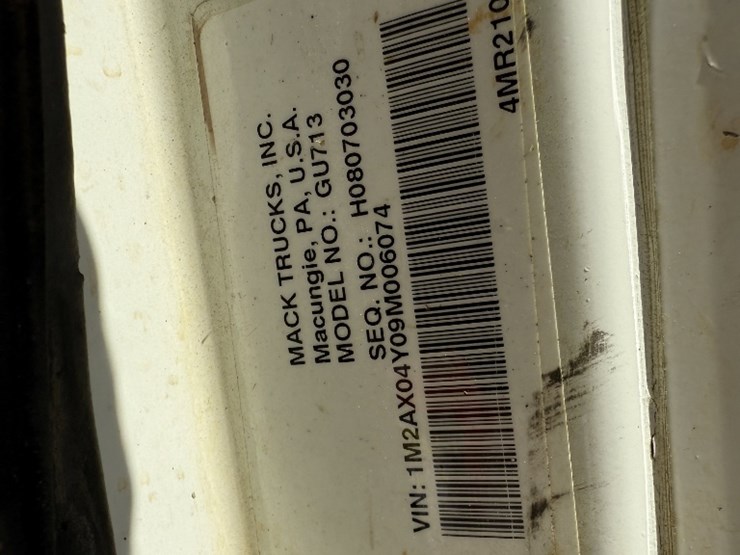 MACK TRUCKS, INC.
Macungie, PA, U.S.A.
MODEL NO.: GU713
SEQ. NO.: H080703030
VIN: 1M2AX04Y09M006074
4MR210